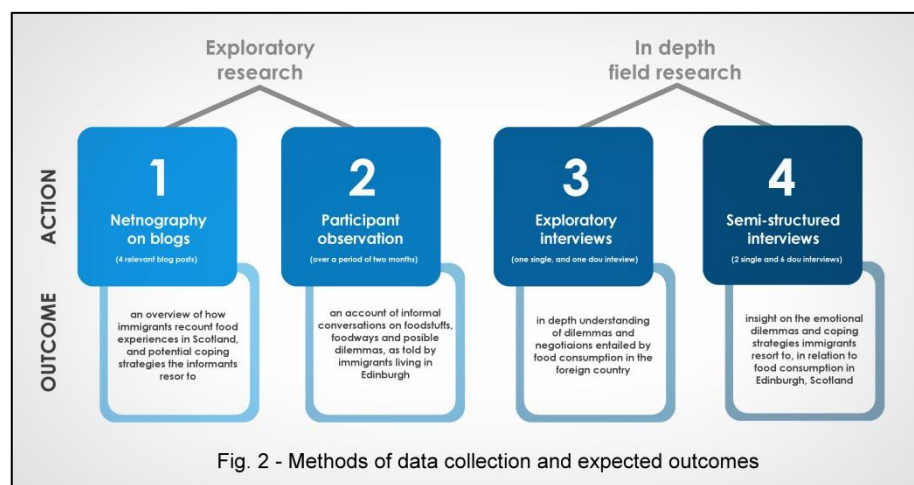 Exploratory
research
In depth
field research
ACTION
1
Netnography
on blogs
(4 relevant blog posts)
2
Participant
observation
(over a period of two months)
3
Exploratory
interviews
(one single, and one dou inteview)
4
Semi-structured
interviews
(2 single and 6 dou interviews)
OUTCOME
an overview of how
immigrants recount food
experiences in Scotland,
and potential coping
strategies the informants
resor to
an account of informal
conversations on foodstuffs,
foodways and posible
dilemmas, as told by
immigrants living in
Edinburgh
in depth understanding
of dilemmas and
negotiaions entailed by
food consumption in the
foreign country
insight on the emotional
dilemmas and coping
strategies immigrants
resort to, in relation to
food consumption in
Edinburgh, Scotland
Fig. 2 - Methods of data collection and expected outcomes